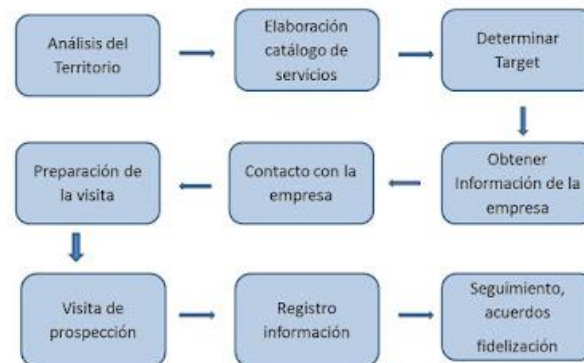 Análisis del
Territorio
Elaboración
catálogo de
servicios
Determinar
Target
Obtener
Información de la
empresa
Contacto con la
empresa
Preparación de
la visita
Visita de
prospección
Registro
información
Seguimiento,
acuerdos
fidelización